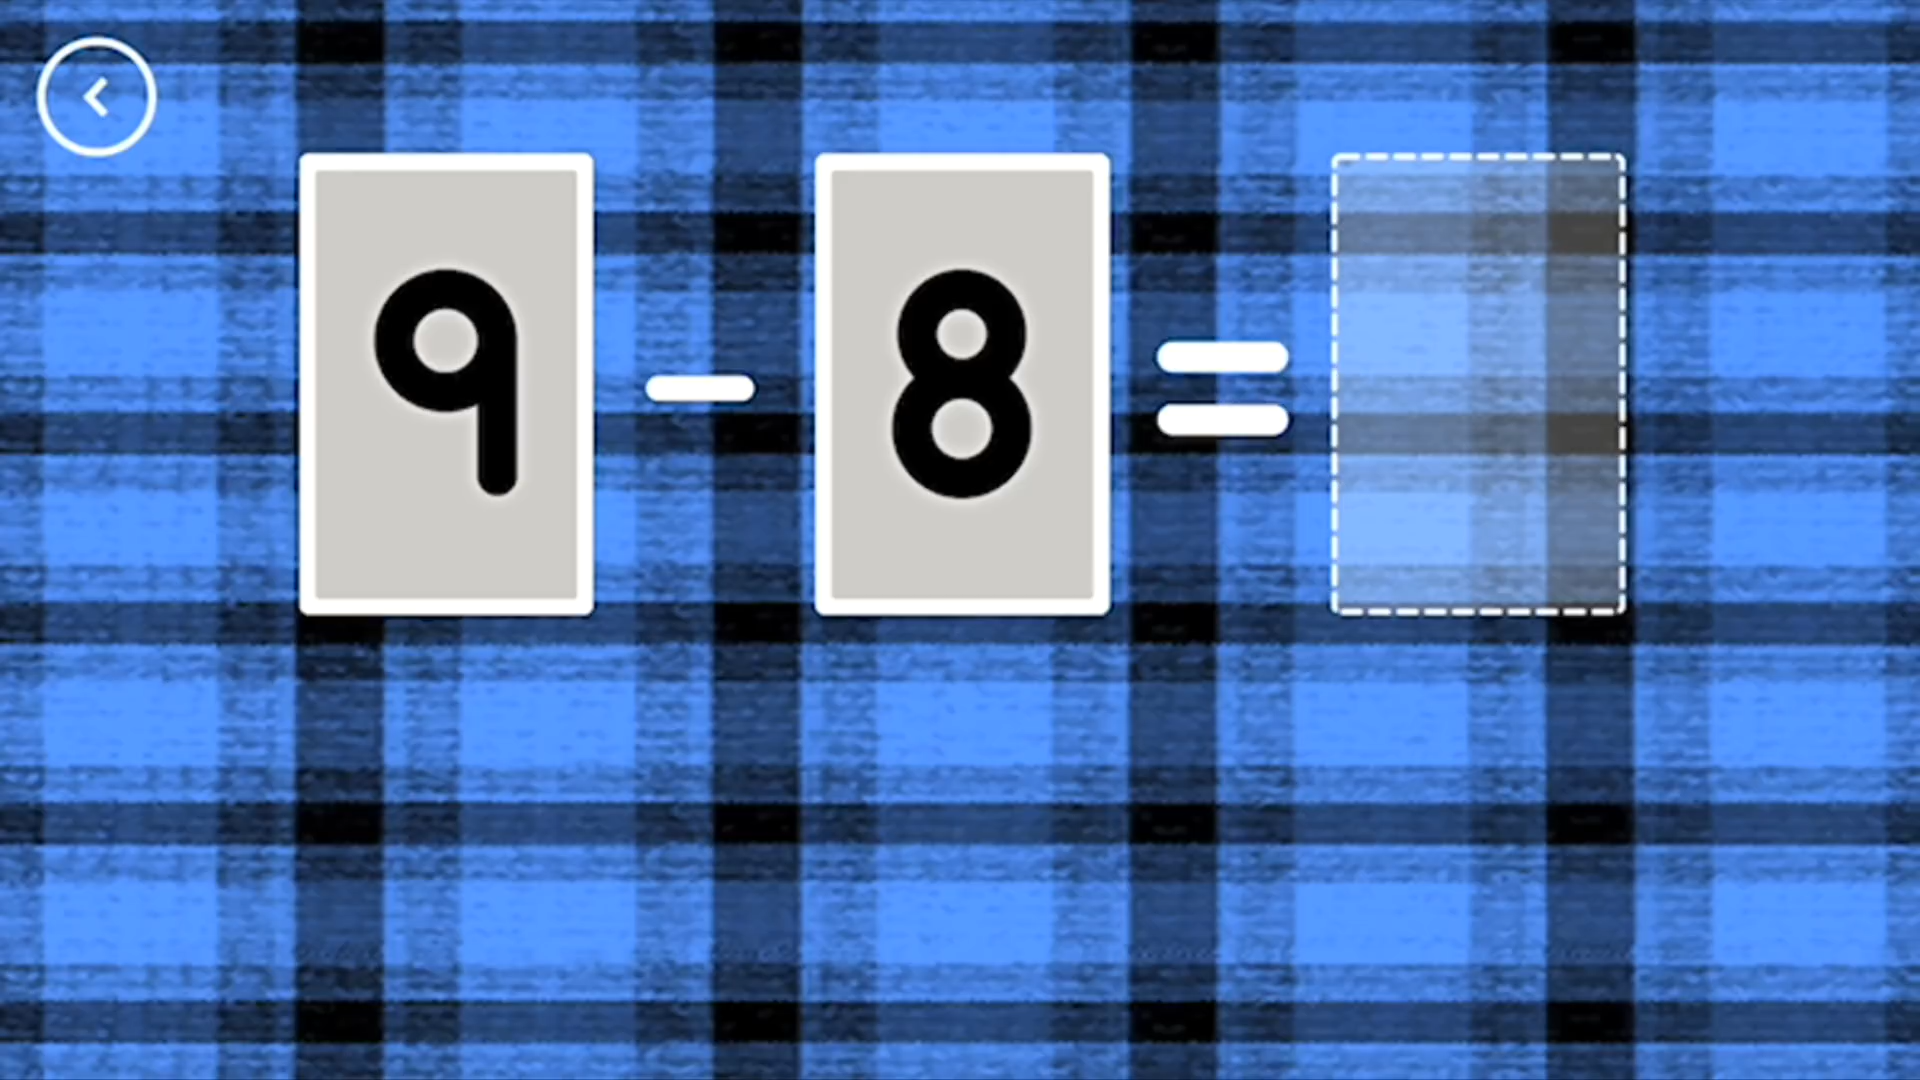 9 - 8 =